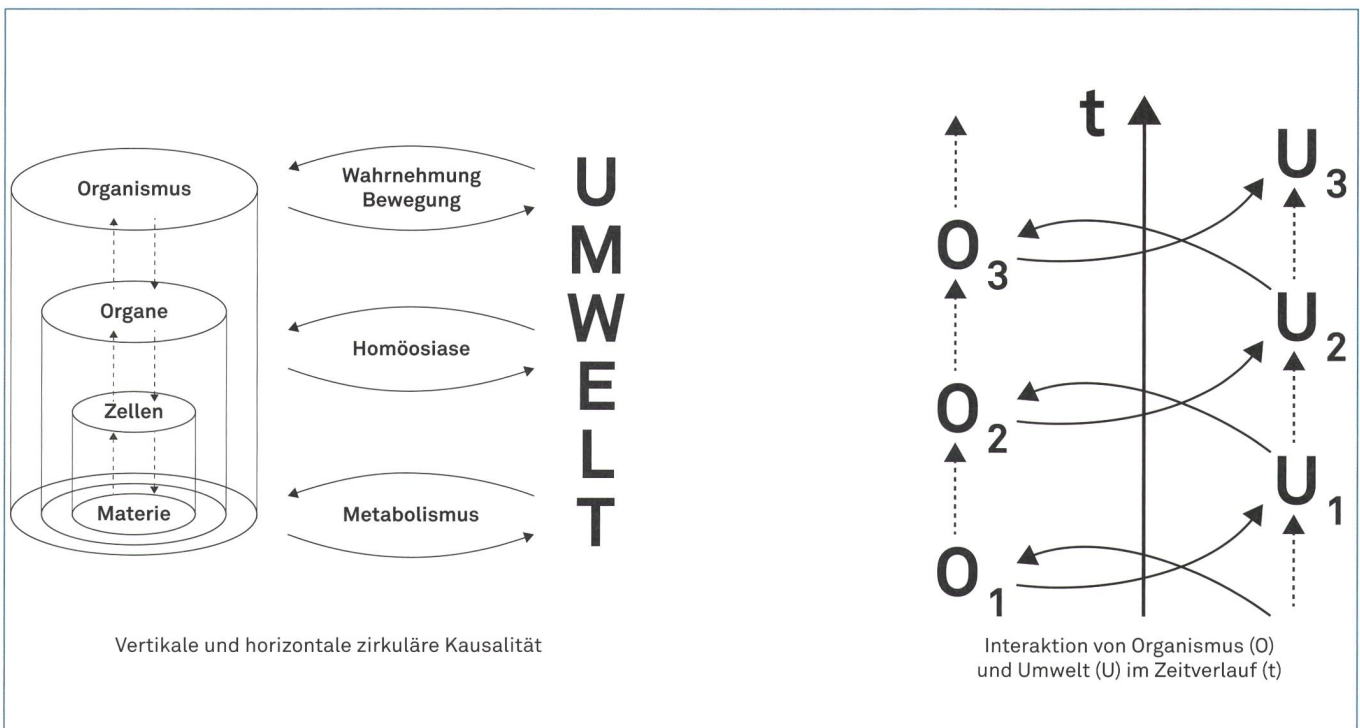 Organismus
Organe
Zellen
Materie
Wahrnehmung
Bewegung
Homöosiase
Metabolismus
U
M
W
E
L
T
Vertikale und horizontale zirkuläre Kausalität
t
U3
O3
U2
O2
U1
O1
Interaktion von Organismus (O)
und Umwelt (U) im Zeitverlauf (t)